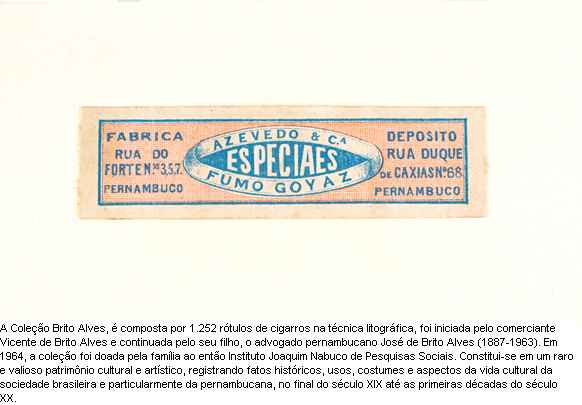 FABRICA
RUA DO
FORTE Nos 3,5,7.
PERNAMBUCO
AZEVEDO & C.A
ESPECIAES
FUMO GOYAZ
DEPOSITO
RUA DUQUE
DE CAXIAS No 68.
PERNAMBUCO
A Coleção Brito Alves, é composta por 1.252 rótulos de cigarros na técnica litográfica, foi iniciada pelo comerciante
Vicente de Brito Alves e continuada pelo seu filho, o advogado pernambucano José de Brito Alves (1887-1963). Em
1964, a coleção foi doada pela família ao então Instituto Joaquim Nabuco de Pesquisas Sociais. Constitui-se em um raro
e valioso patrimônio cultural e artístico, registrando fatos históricos, usos, costumes e aspectos da vida cultural da
sociedade brasileira e particularmente da pernambucana, no final do século XIX até as primeiras décadas do século
XX.